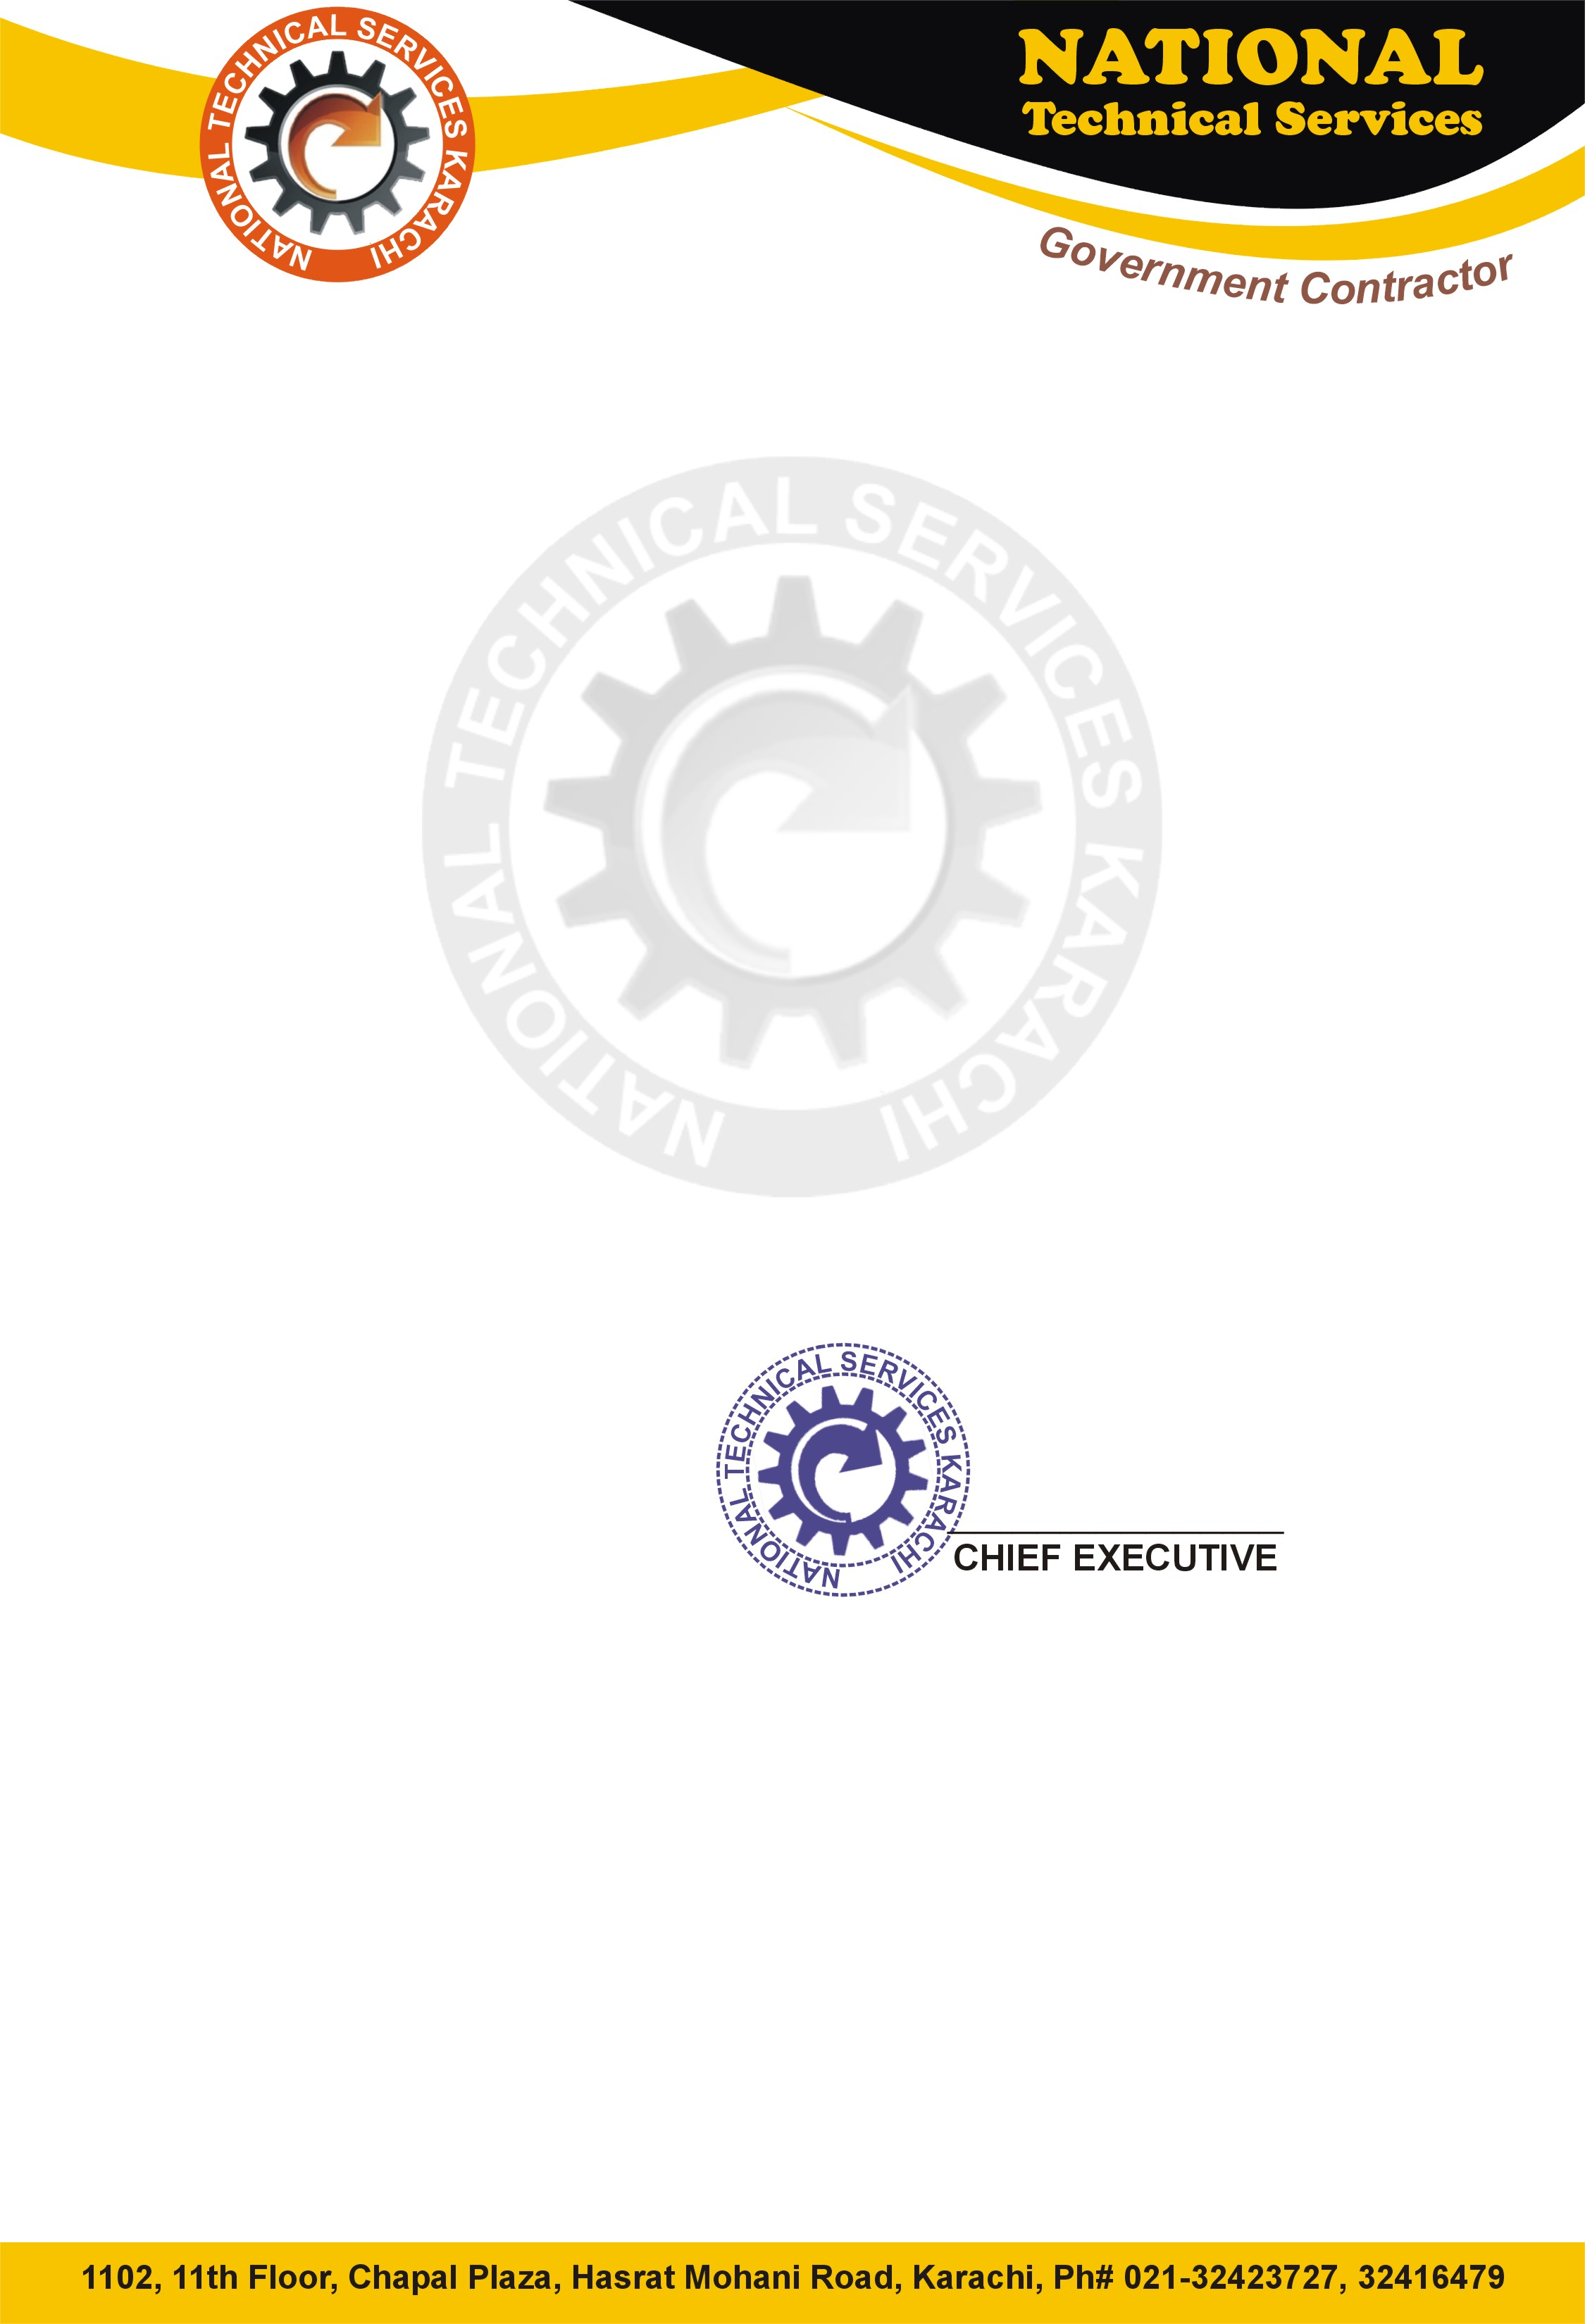 NATIONAL TECHNICAL SERVICES KARACHI
NATIONAL
Technical Services
Government Contractor
NATIONAL TECHNICAL SERVICES KARACHI
NATIONAL TECHNICAL SERVICES KARACHI
CHIEF EXECUTIVE
1102, 11th Floor, Chapal Plaza, Hasrat Mohani Road, Karachi, Ph# 021-32423727, 32416479